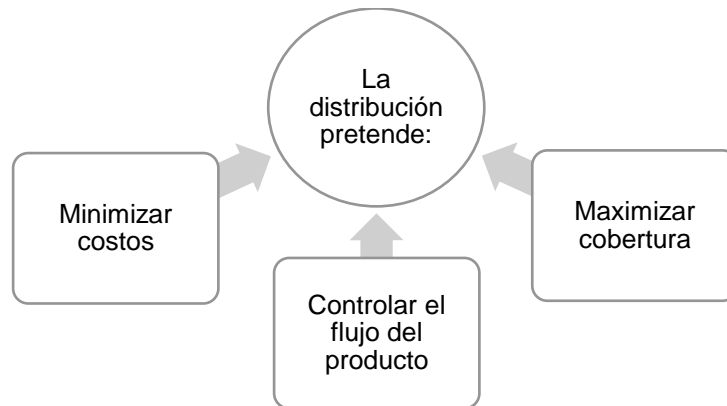 La
distribución
pretende:
Minimizar
costos
Controlar el
flujo del
producto
Maximizar
cobertura